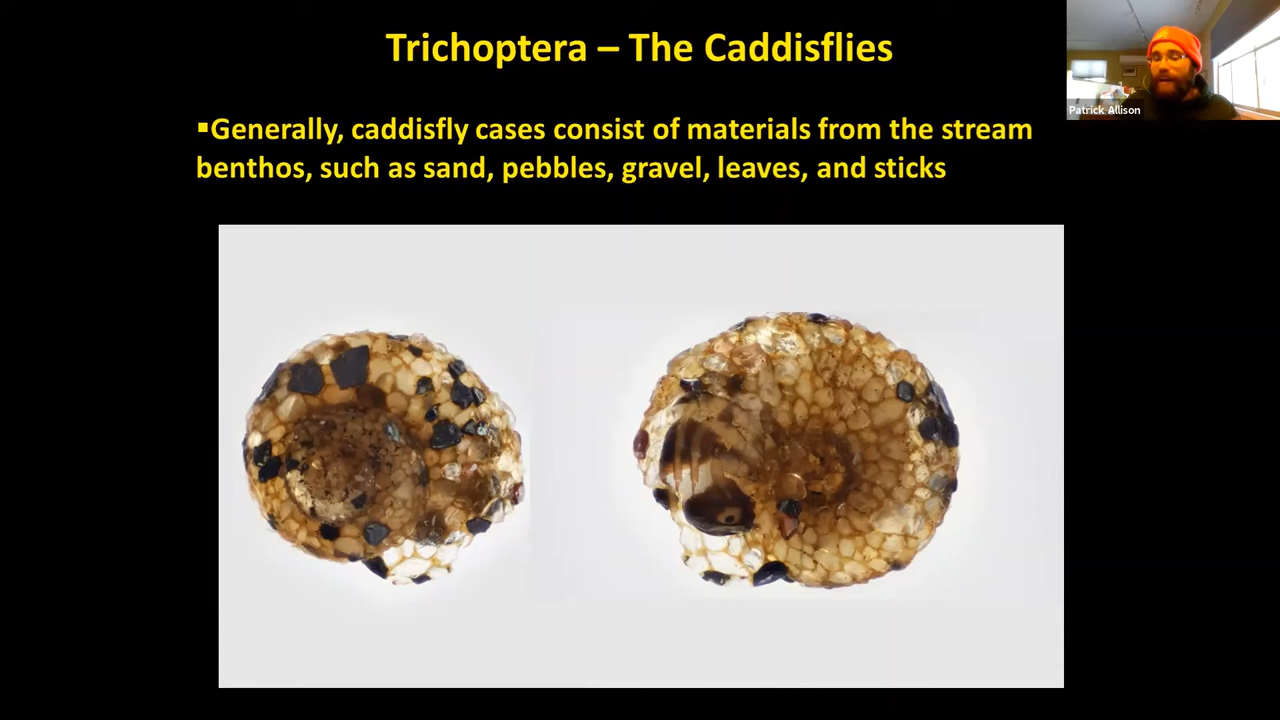 Trichoptera – The Caddisflies
Patrick Allison
▪Generally, caddisfly cases consist of materials from the stream
benthos, such as sand, pebbles, gravel, leaves, and sticks